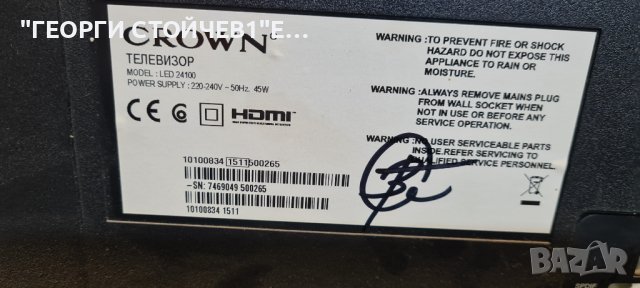 "ГЕОРГИ СТОЙЧЕВ1"Е...
CROWN
ТЕЛЕВИЗОР
MODEL : LED 24100
POWER SUPPLY : 220-240V ~ 50Hz. 45W
CE HDMI
10100834 1511 500265
-SN: 7469049 500265
10100834 1511
WARNING :TO PREVENT FIRE OR SHOCK
HAZARD DO NOT EXPOSE THIS
APPLIANCE TO RAIN OR
MOISTURE.
WARNING :ALWAYS REMOVE MAINS PLUG
FROM WALL SOCKET WHEN
NOT IN USE OR BEFORE ANY
SERVICE OPERATION.
WARNING :NO USER SERVICEABLE PARTS
INSIDE.REFER SERVICING TO
QUALIFIED SERVICE PERSONNEL.
SPDIF
bazar